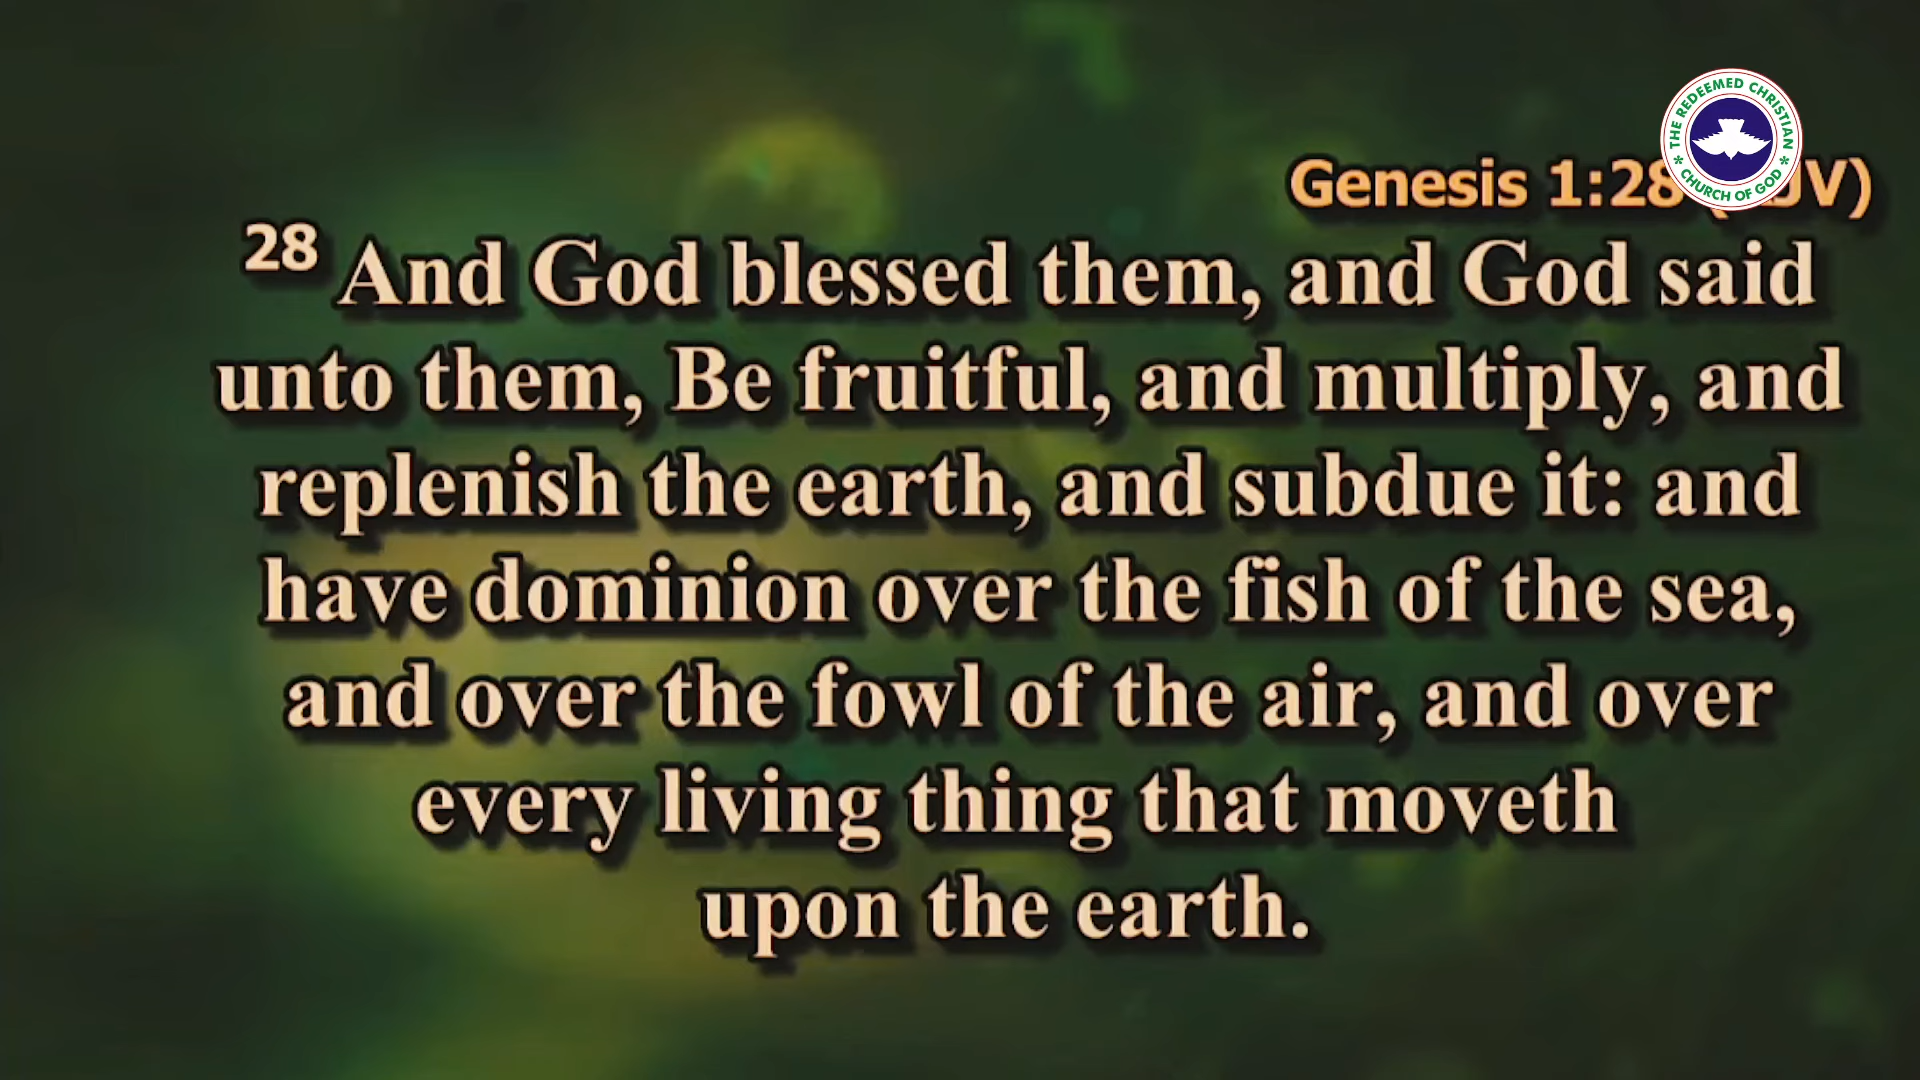 THE REDEEMED CHRISTIAN
CHURCH OF GOD
Genesis 1:28
28 And God blessed them, and God said
unto them, Be fruitful, and multiply, and
replenish the earth, and subdue it: and
have dominion over the fish of the sea,
and over the fowl of the air, and over
every living thing that moveth
upon the earth.